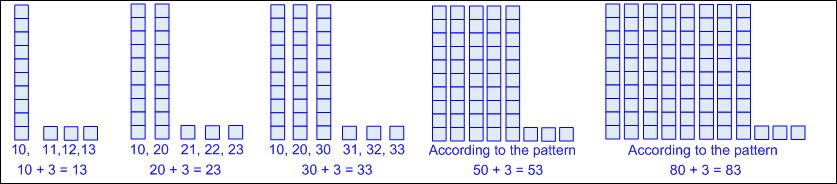 10, 11,12,13
10 + 3 = 13
10, 20 21, 22, 23
20 + 3 = 23
10, 20, 30 31, 32, 33
30 + 3 = 33
According to the pattern
50 + 3 = 53
According to the pattern
80 + 3 = 83